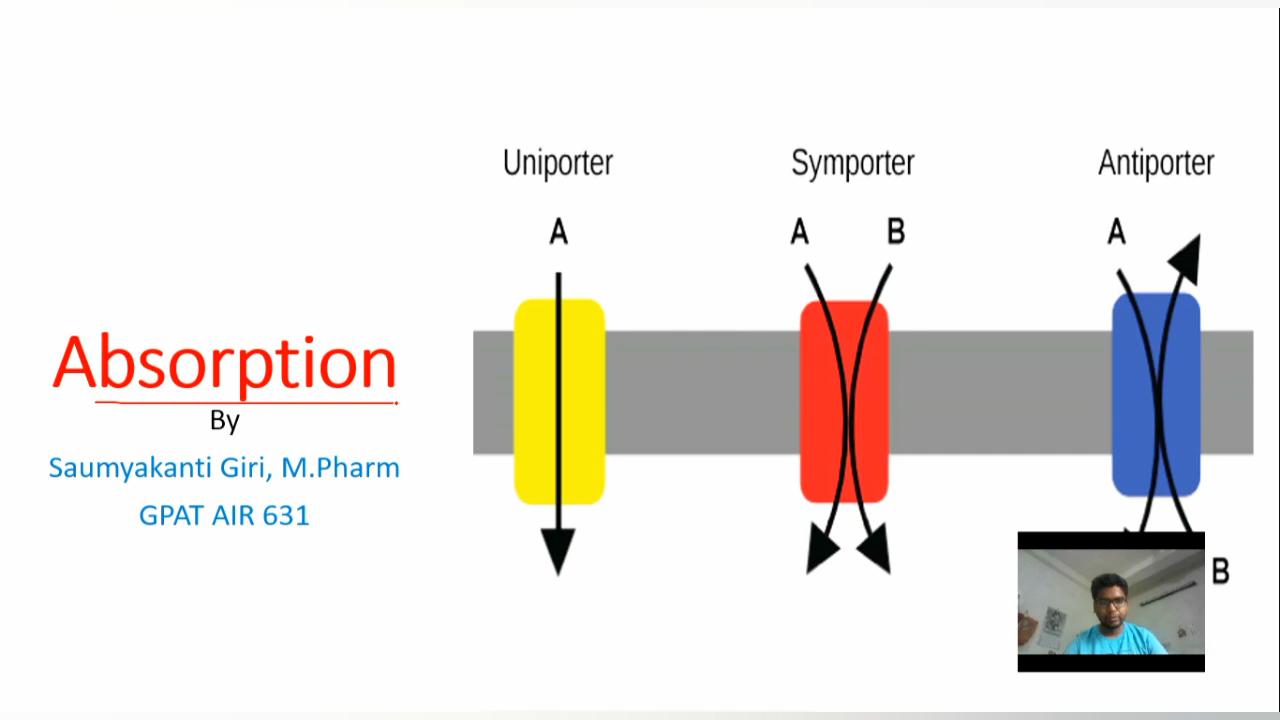 Absorption
By
Saumyakanti Giri, M.Pharm
GPAT AIR 631
Uniporter
A
Symporter
A B
Antiporter
A
B